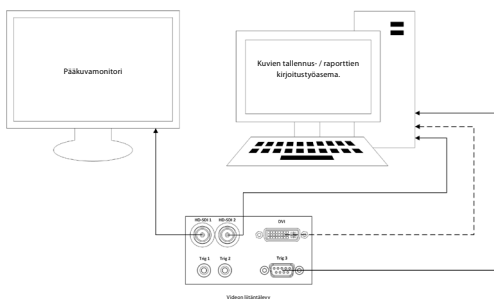 Pääkuvamonitori
Kuvien tallennus- / raporttien
kirjoitustyöasema.
HD-SDI 1
HD-SDI 2
DVI
Trig 1
Trig 2
Trig 3
Videon liitäntälevy